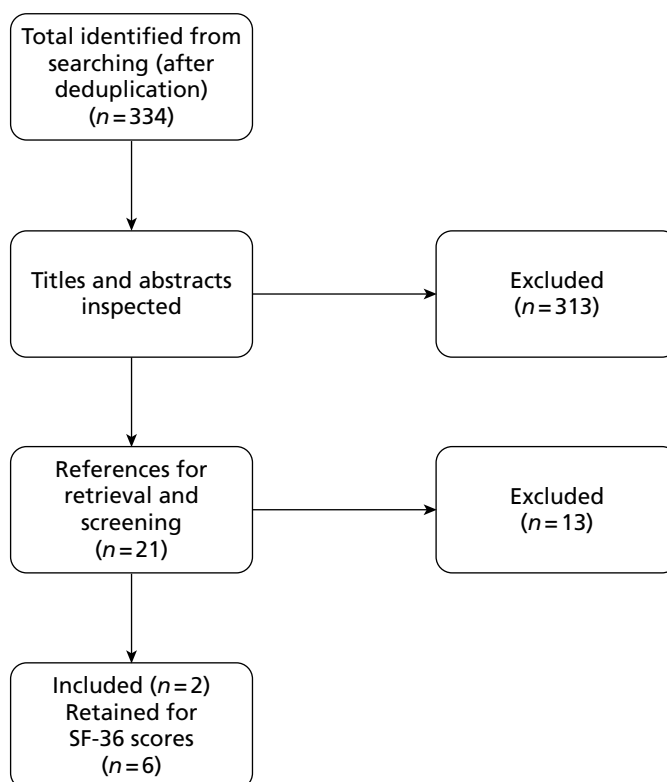 Total identified from
searching (after
deduplication)
(n=334)
Titles and abstracts
inspected
Excluded
(n=313)
References for
retrieval and
screening
(n=21)
Excluded
(n=13)
Included (n=2)
Retained for
SF-36 scores
(n=6)